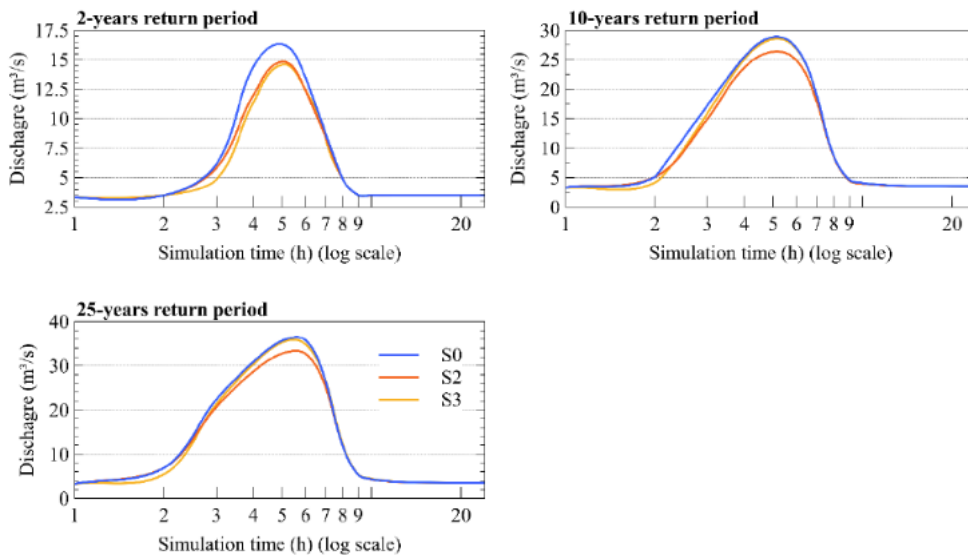 2-years return period
17.5
15
12.5
10
7.5
5
2.5
Dischagre (m³/s)
1 2 3 4 5 6 7 8 9 20
Simulation time (h) (log scale)
10-years return period
30
25
20
15
10
5
0
Dischagre (m³/s)
1 2 3 4 5 6 7 8 9 20
Simulation time (h) (log scale)
25-years return period
40
30
20
10
0
Dischagre (m³/s)
S0
S2
S3
1 2 3 4 5 6 7 8 9 20
Simulation time (h) (log scale)